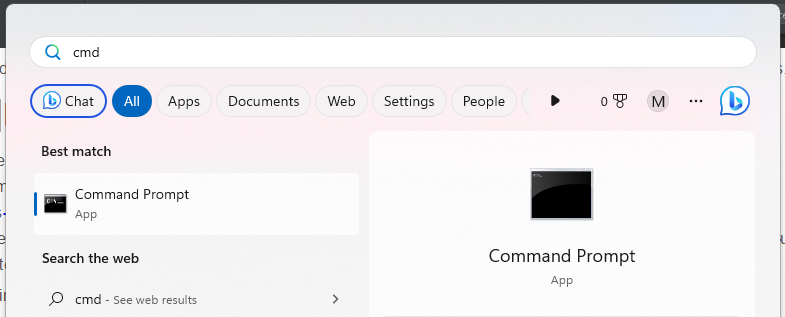 cmd
Chat All Apps Documents Web Settings People 0 M
Best match
Command Prompt
App
Search the web
cmd - See web results
Command Prompt
App